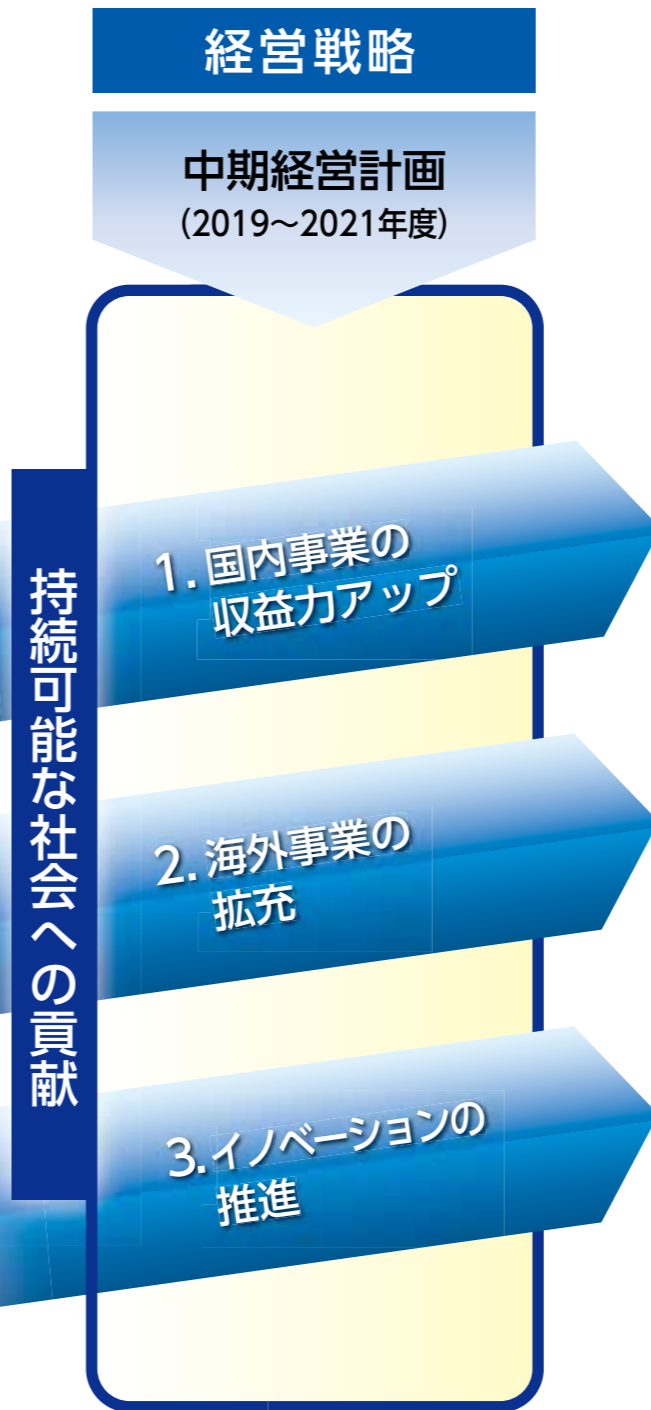 経営戦略
中期経営計画
(2019〜2021年度)
持続可能な社会への貢献
1. 国内事業の
収益力アップ
2. 海外事業の
拡充
3. イノベーションの
推進